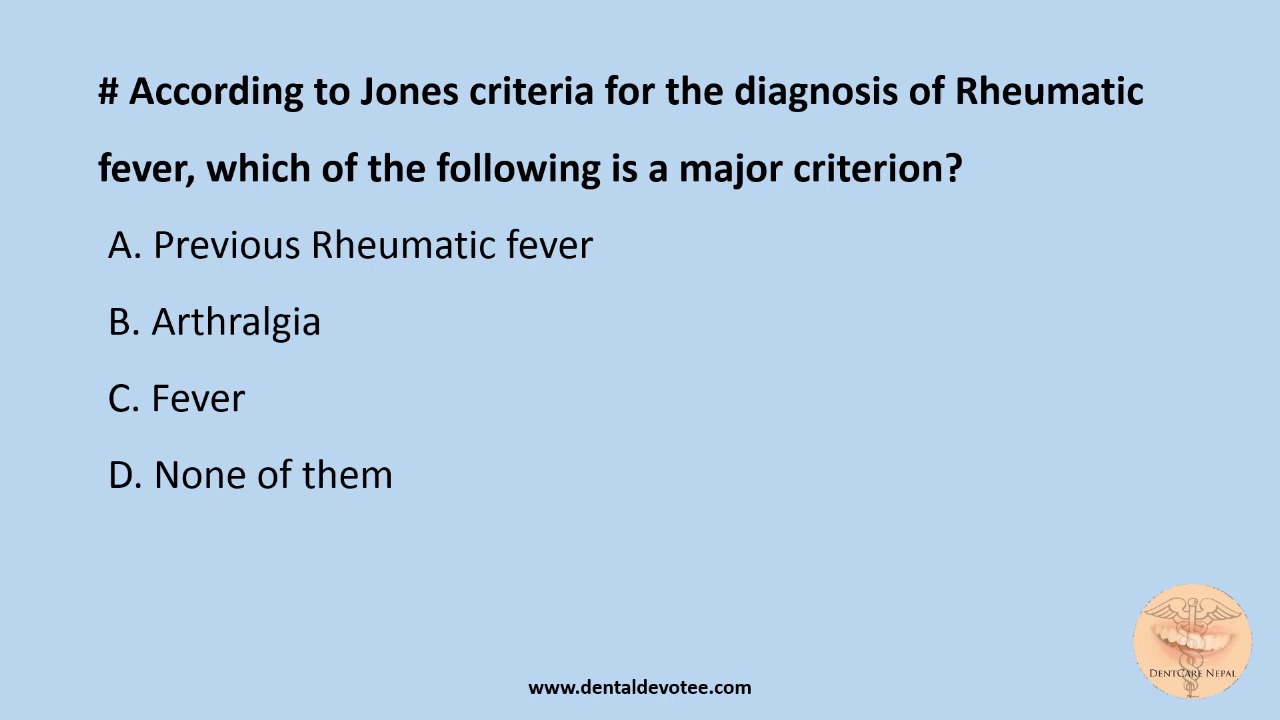 # According to Jones criteria for the diagnosis of Rheumatic
fever, which of the following is a major criterion?
A. Previous Rheumatic fever
B. Arthralgia
C. Fever
D. None of them
DENTCARE NEPAL
www.dentaldevotee.com